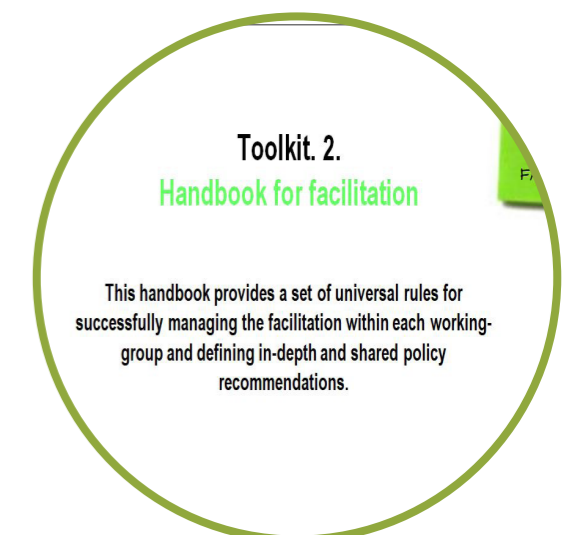 Toolkit. 2.
Handbook for facilitation
This handbook provides a set of universal rules for
successfully managing the facilitation within each working-
group and defining in-depth and shared policy
recommendations.